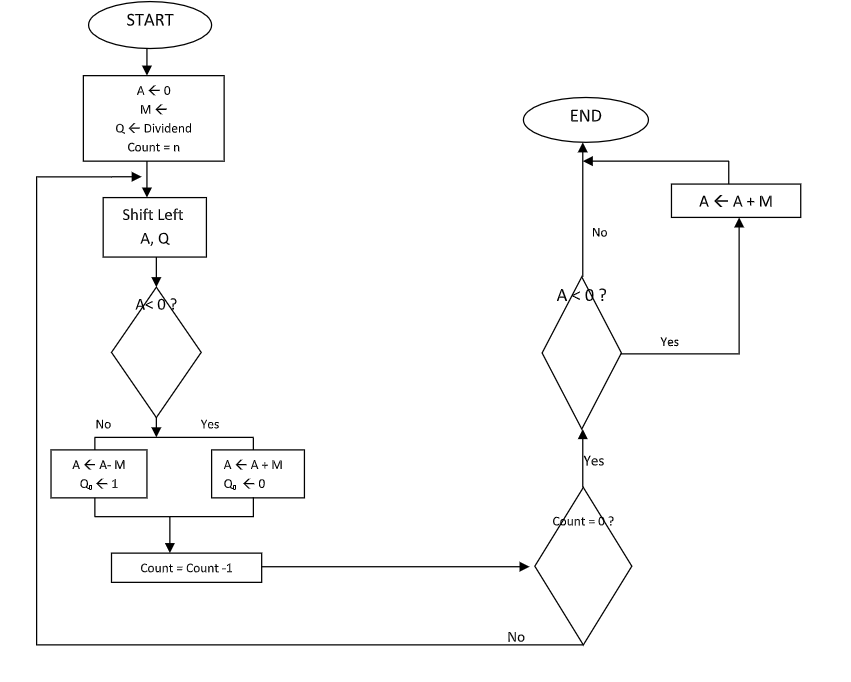 START
A ← 0
M ←
Q ← Dividend
Count = n
Shift Left
A, Q
A< 0 ?
No
Yes
A ← A- M
Q₀ ← 1
A ← A + M
Q₀ ← 0
Count = Count -1
END
A ← A + M
No
A < 0 ?
Yes
Yes
Count = 0 ?
No